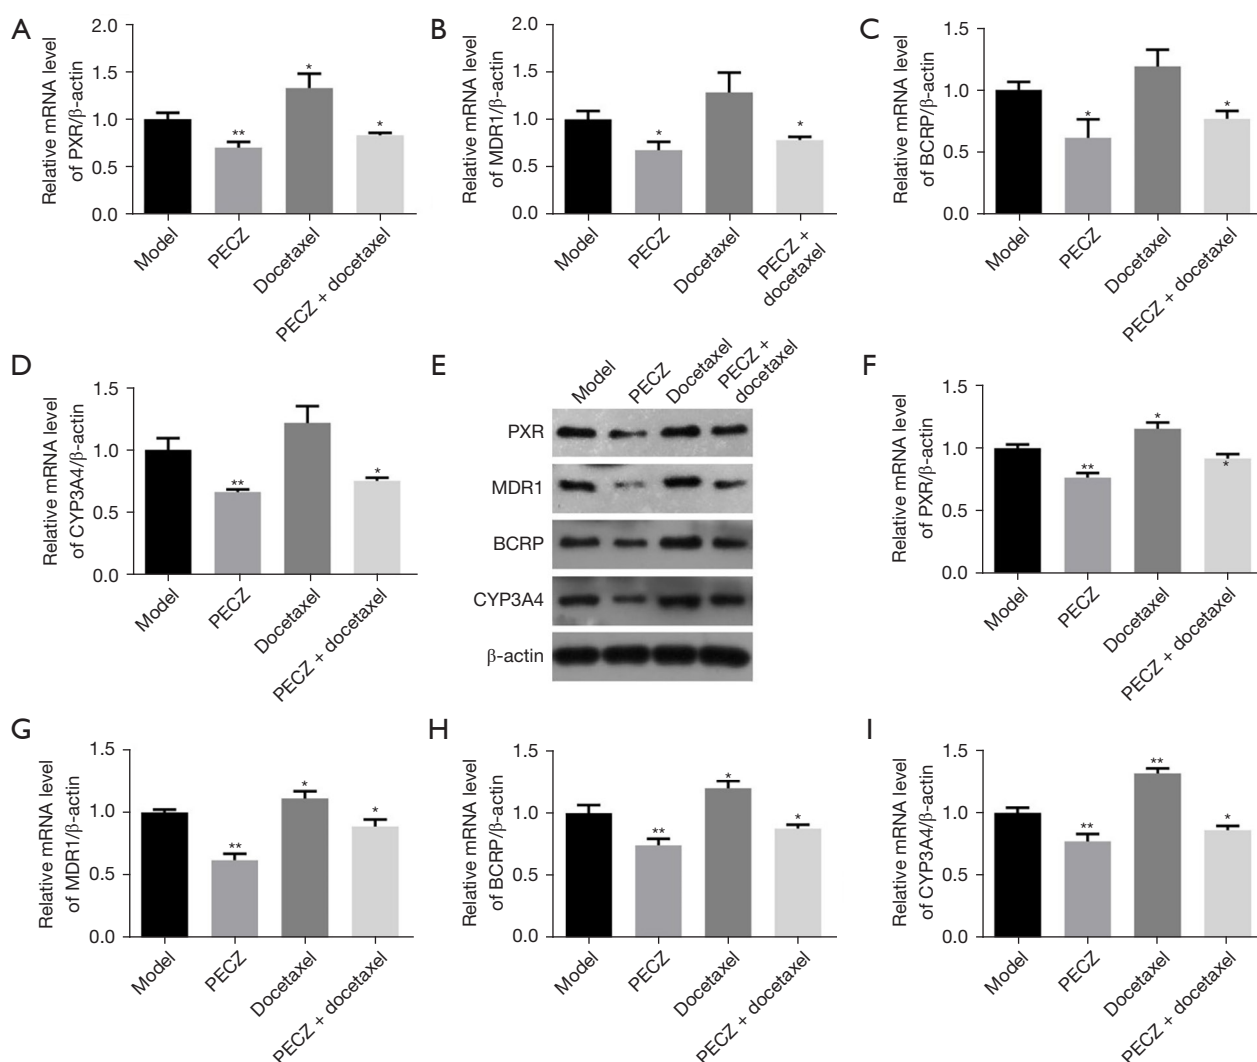 A
Relative mRNA level
of PXR/β-actin
2.0
1.5
1.0
0.5
0.0
*
**
*
Model
PECZ
Docetaxel
PECZ + docetaxel
B
Relative mRNA level
of MDR1/β-actin
2.0
1.5
1.0
0.5
0.0
*
*
Model
PECZ
Docetaxel
PECZ +
docetaxel
C
Relative mRNA level
of BCRP/β-actin
1.5
1.0
0.5
0.0
*
*
Model
PECZ
Docetaxel
PECZ + docetaxel
D
Relative mRNA level
of CYP3A4/β-actin
1.5
1.0
0.5
0.0
**
*
Model
PECZ
Docetaxel
PECZ + docetaxel
E
Model
PECZ
Docetaxel
PECZ +
docetaxel
PXR
MDR1
BCRP
CYP3A4
β-actin
F
Relative mRNA level
of PXR/β-actin
1.5
1.0
0.5
0.0
**
*
*
Model
PECZ
Docetaxel
PECZ + docetaxel
G
Relative mRNA level
of MDR1/β-actin
1.5
1.0
0.5
0.0
**
*
*
Model
PECZ
Docetaxel
PECZ + docetaxel
H
Relative mRNA level
of BCRP/β-actin
1.5
1.0
0.5
0.0
**
*
*
Model
PECZ
Docetaxel
PECZ + docetaxel
I
Relative mRNA level
of CYP3A4/β-actin
1.5
1.0
0.5
0.0
**
**
*
Model
PECZ
Docetaxel
PECZ + docetaxel